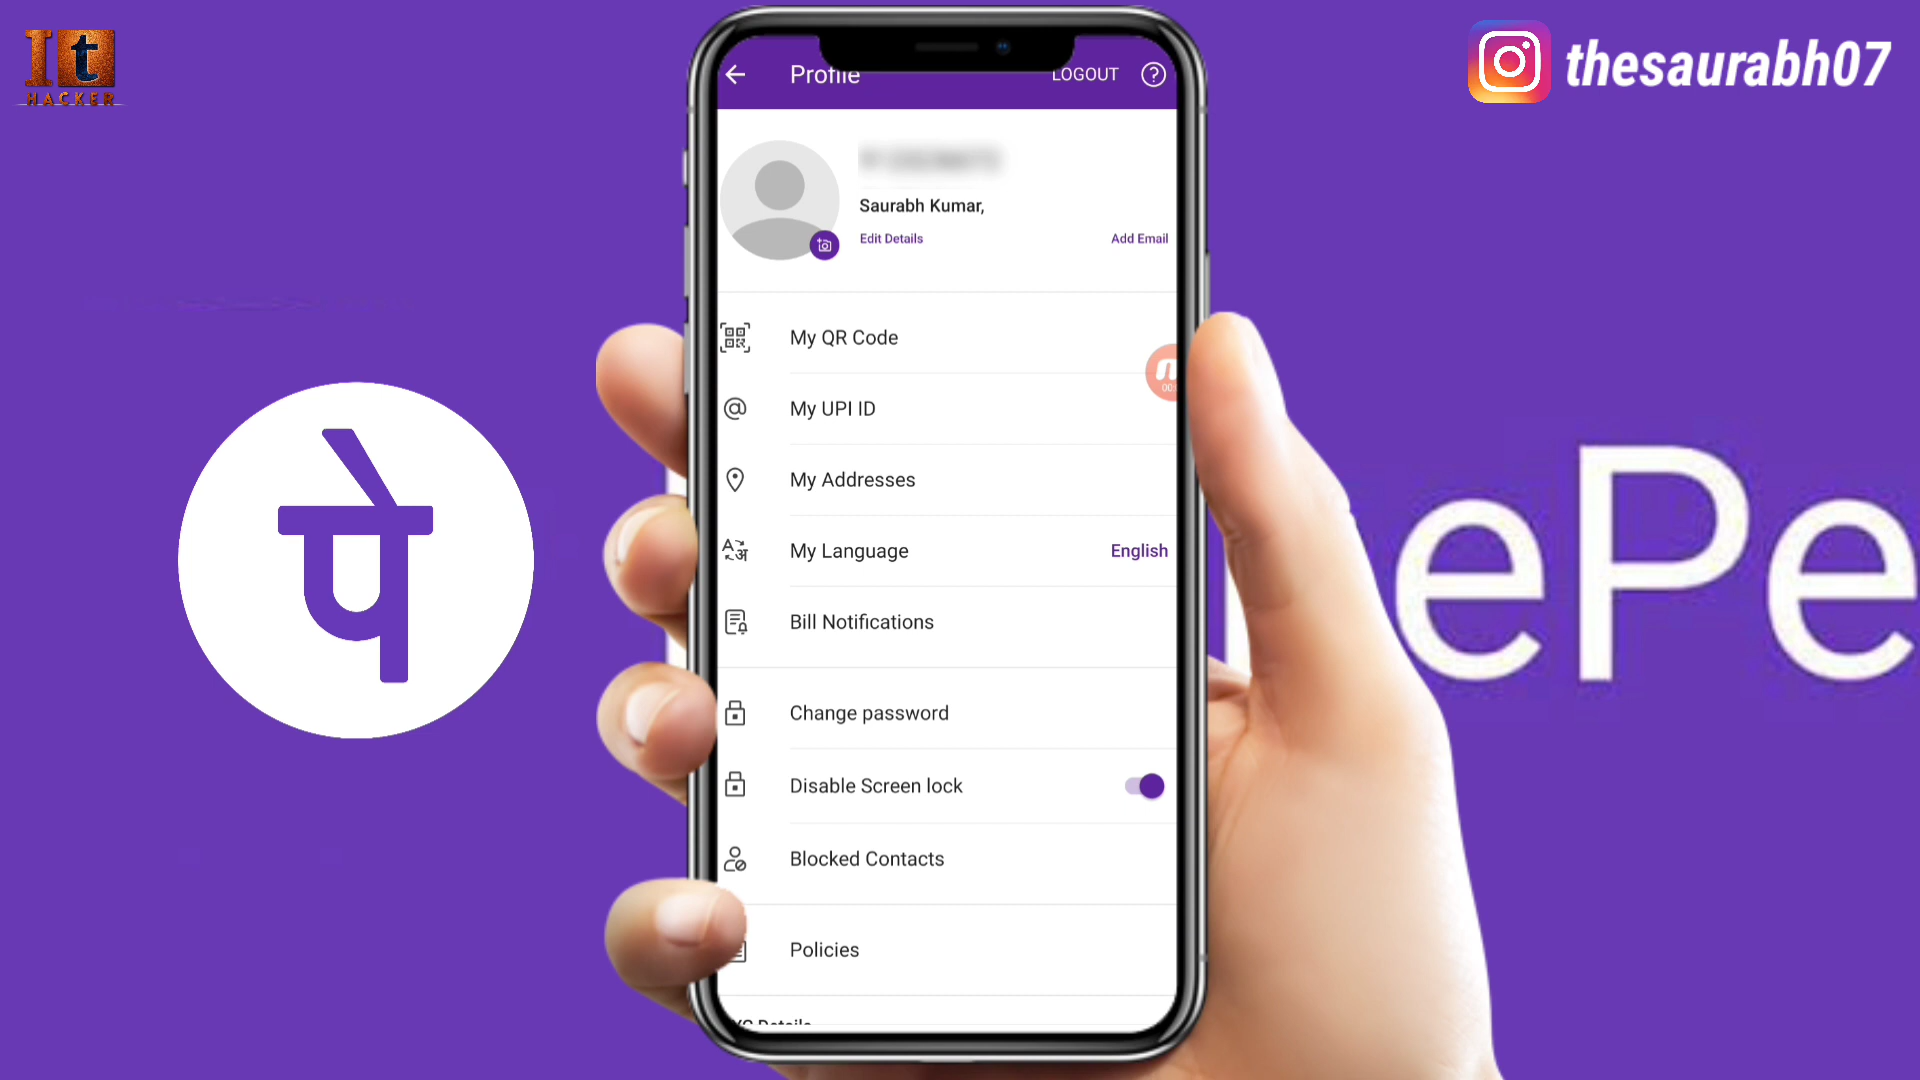 It
HACKER
thesaurabh07
Profile
LOGOUT
?
Saurabh Kumar,
Edit Details
Add Email
My QR Code
My UPI ID
My Addresses
My Language
English
Bill Notifications
Change password
Disable Screen lock
Blocked Contacts
Policies
पे
ePe